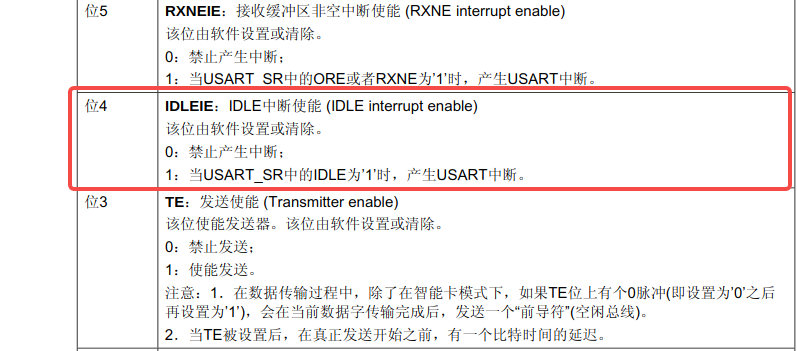 位5
RXNEIE：接收缓冲区非空中断使能 (RXNE interrupt enable)
该位由软件设置或清除。
0：禁止产生中断；
1：当USART_SR中的ORE或者RXNE为'1'时，产生USART中断。
位4
IDLEIE：IDLE中断使能 (IDLE interrupt enable)
该位由软件设置或清除。
0：禁止产生中断；
1：当USART_SR中的IDLE为'1'时，产生USART中断。
位3
TE：发送使能 (Transmitter enable)
该位使能发送器。该位由软件设置或清除。
0：禁止发送；
1：使能发送。
注意：1．在数据传输过程中，除了在智能卡模式下，如果TE位上有个0脉冲(即设置为'0'之后
再设置为'1')，会在当前数据字传输完成后，发送一个“前导符”(空闲总线)。
2．当TE被设置后，在真正发送开始之前，有一个比特时间的延迟。